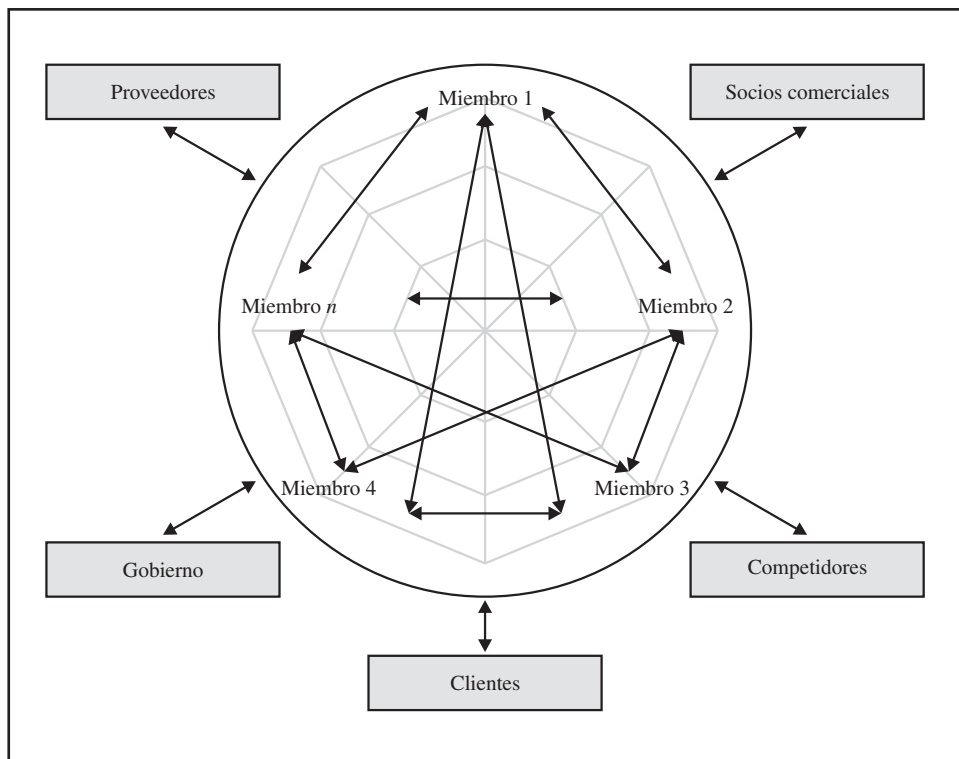 Proveedores
Socios comerciales
Miembro 1
Miembro n
Miembro 2
Miembro 4
Miembro 3
Gobierno
Competidores
Clientes